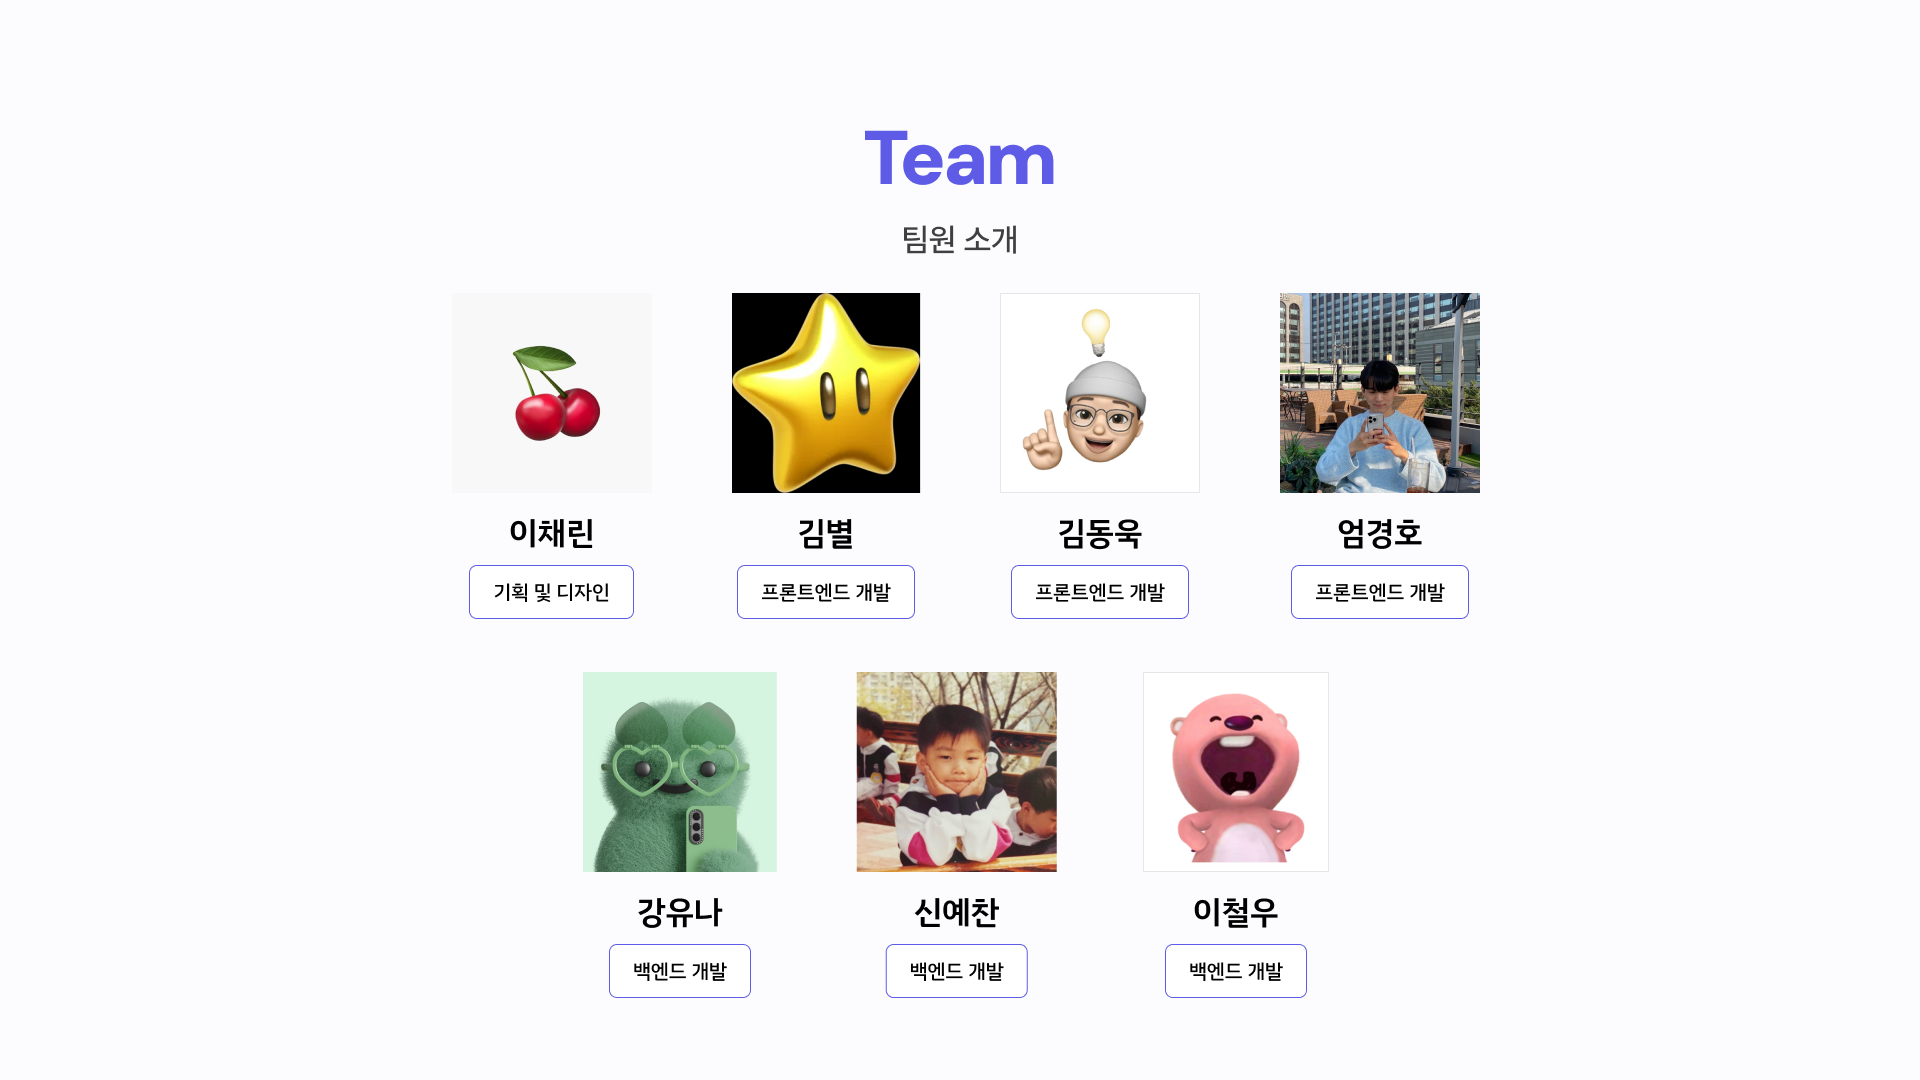 Team
팀원 소개
이채린
김별
김동욱
엄경호
기획 및 디자인
프론트엔드 개발
프론트엔드 개발
프론트엔드 개발
강유나
신예찬
이철우
백엔드 개발
백엔드 개발
백엔드 개발